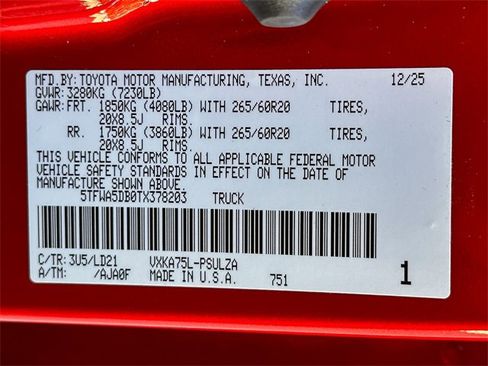 MFD.BY:TOYOTA MOTOR MANUFACTURING, TEXAS, INC. 12/25
GVWR: 3280KG (7230LB)
GAWR:FRT. 1850KG (4080LB) WITH 265/60R20 TIRES,
20X8.5J RIMS.
RR. 1750KG (3860LB) WITH 265/60R20 TIRES,
20X8.5J RIMS.
THIS VEHICLE CONFORMS TO ALL APPLICABLE FEDERAL MOTOR
VEHICLE SAFETY STANDARDS IN EFFECT ON THE DATE OF
MANUFACTURE SHOWN ABOVE.
5TFWA5DB0TX378203 TRUCK
C/TR: 3U5/LD21 VXKA75L-PSULZA
A/TM: /AJA0F MADE IN U.S.A. 751 1